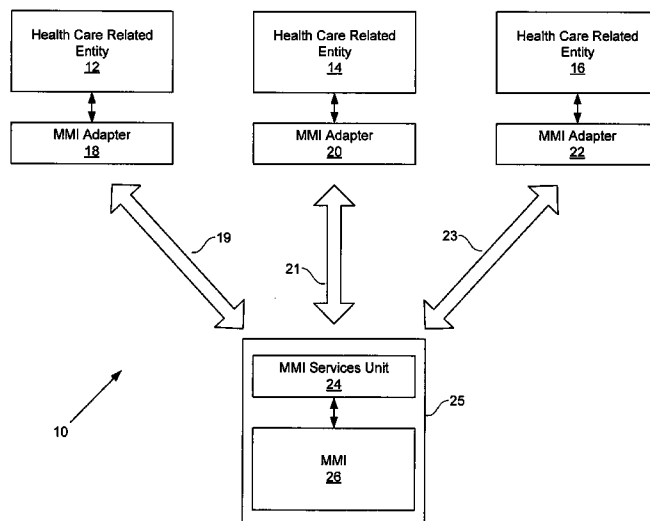 Health Care Related
Entity
12
Health Care Related
Entity
14
Health Care Related
Entity
16
MMI Adapter
18
MMI Adapter
20
MMI Adapter
22
19
21
23
MMI Services Unit
24
25
10
MMI
26